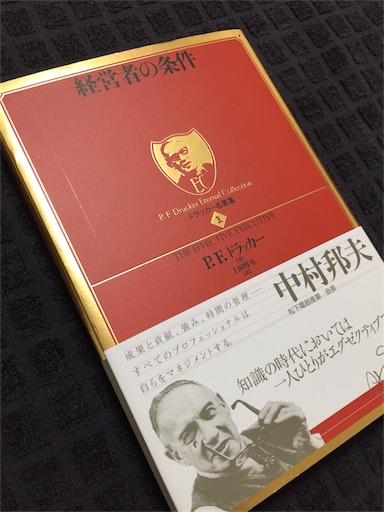 経営者の条件
EC
P. F. Drucker Eternal Collection
ドラッカー名著集
1
THE EFFECTIVE EXECUTIVE
P.F.ドラッカー
[著]
上田惇生
[訳]
成果と貢献、強み、時間の管理──
すべてのプロフェッショナルは
自らをマネジメントする。
中村邦夫
松下電器産業 会長
知識の時代においては
一人ひとりがエグゼクティブ